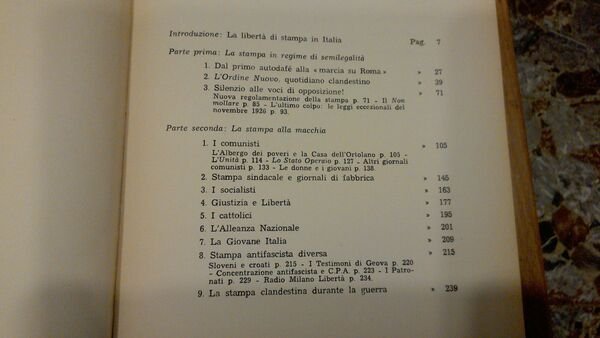 Introduzione: La libertà di stampa in Italia Pag. 7
Parte prima: La stampa in regime di semilegalità
1. Dal primo autodafé alla «marcia su Roma» » 27
2. L'Ordine Nuovo, quotidiano clandestino » 39
3. Silenzio alle voci di opposizione! » 71
Nuova regolamentazione della stampa p. 71 - Il Non
mollare p. 85 - L'ultimo colpo: le leggi eccezionali del
novembre 1926 p. 93.
Parte seconda: La stampa alla macchia
1. I comunisti » 105
L'Albergo dei poveri e la Casa dell'Ortolano p. 105 -
L'Unità p. 114 - Lo Stato Operaio p. 127 - Altri giornali
comunisti p. 133 - Le donne e i giovani p. 138.
2. Stampa sindacale e giornali di fabbrica » 145
3. I socialisti » 163
4. Giustizia e Libertà » 177
5. I cattolici » 195
6. L'Alleanza Nazionale » 201
7. La Giovane Italia » 209
8. Stampa antifascista diversa » 215
Sloveni e croati p. 215 - I Testimoni di Geova p. 220
- Concentrazione antifascista e C.P.A. p. 223 - I Patro-
nati p. 229 - Radio Milano Libertà p. 234.
9. La stampa clandestina durante la guerra » 239